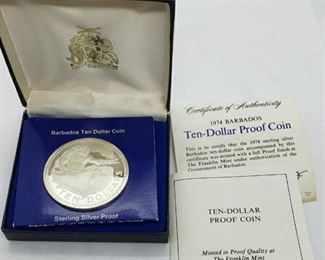 Barbados Ten Dollar Coin
TEN DOLLARS
Sterling Silver Proof
Certificate of Authenticity
1974 BARBADOS
Ten-Dollar Proof Coin
This is to certify that the 1974 sterling silver
Barbados ten-dollar coin accompanied by this
certificate was minted with a full Proof finish at
The Franklin Mint under authorization of the
Government of Barbados.
TEN-DOLLAR
PROOF COIN
Minted in Proof Quality at
The Franklin Mint